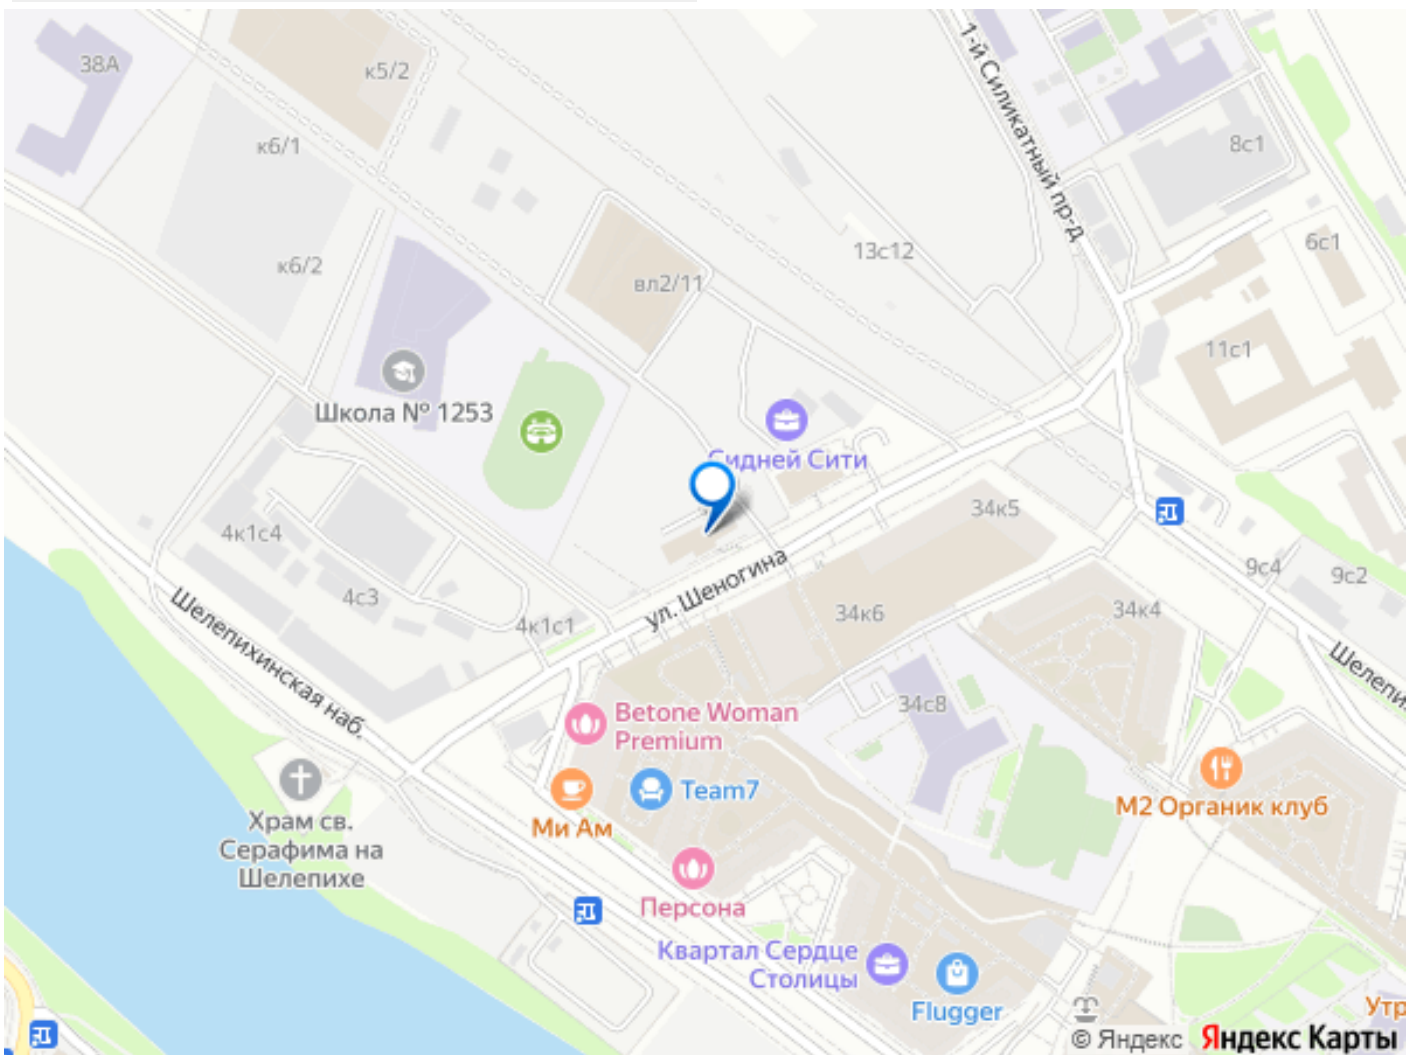 38А
к5/2
1-й Силикатный пр-д
к6/1
8с1
к6/2
вл2/11
13с12
6с1
11с1
Школа № 1253
Сидней Сити
4к1с4
34к5
9с4
9с2
4с3
ул. Шеногина
4к1с1
34к6
34к4
Шелепихинская наб.
Шелепи
34с8
Betone Woman
Premium
Team7
Ми Ам
М2 Органик клуб
Храм св.
Серафима на
Шелепихе
Персона
Квартал Сердце
Столицы
Flugger
Утр
© Яндекс Яндекс Карты